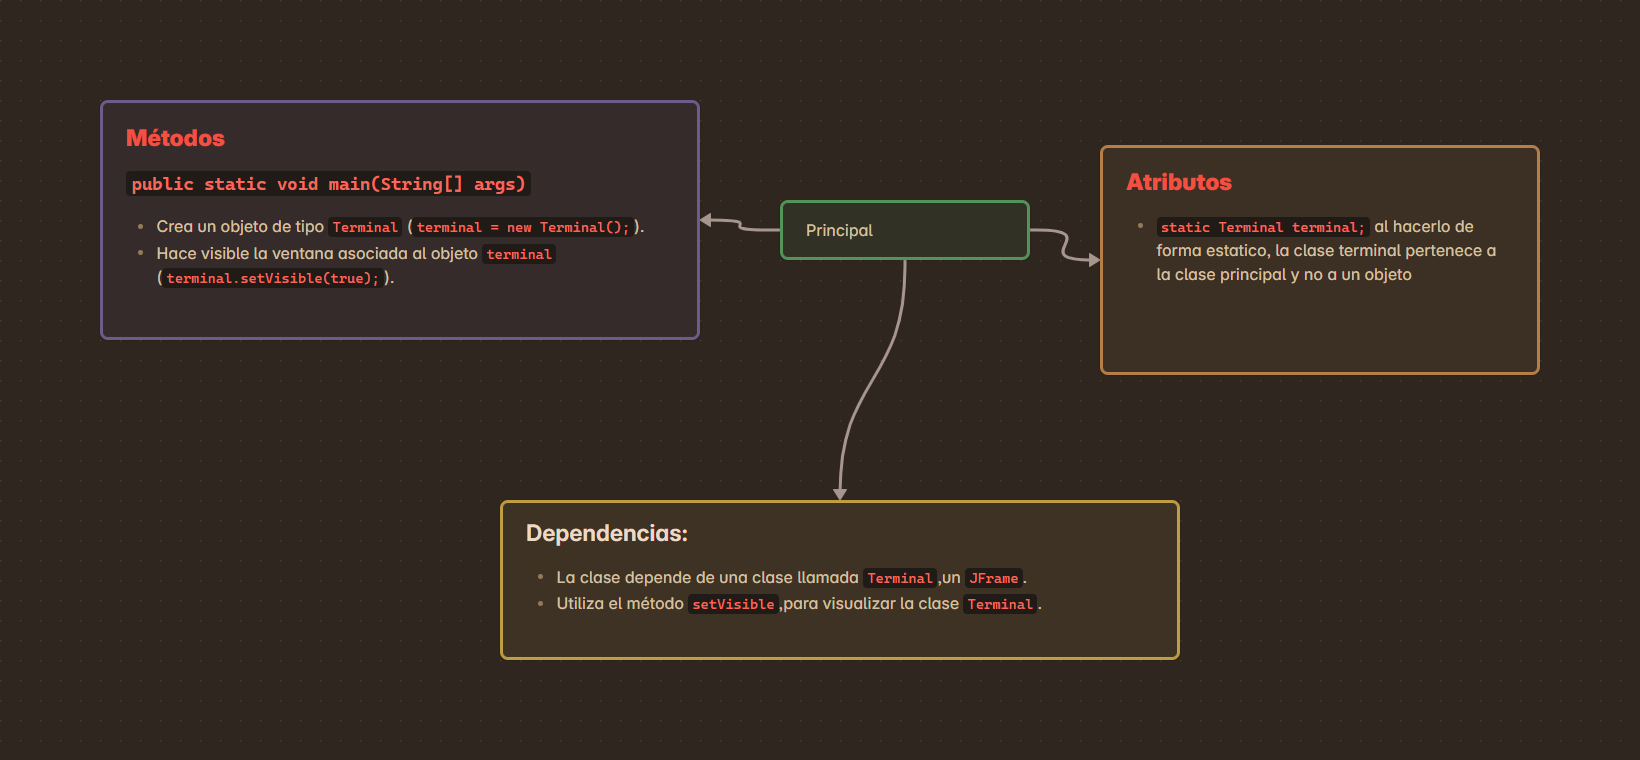 Métodos
public static void main(String[] args)
Crea un objeto de tipo Terminal (terminal = new Terminal();).
Hace visible la ventana asociada al objeto terminal
(terminal.setVisible(true);).
Principal
Atributos
static Terminal terminal; al hacerlo de
forma estatico, la clase terminal pertenece a
la clase principal y no a un objeto
Dependencias:
La clase depende de una clase llamada Terminal,un JFrame.
Utiliza el método setVisible,para visualizar la clase Terminal.